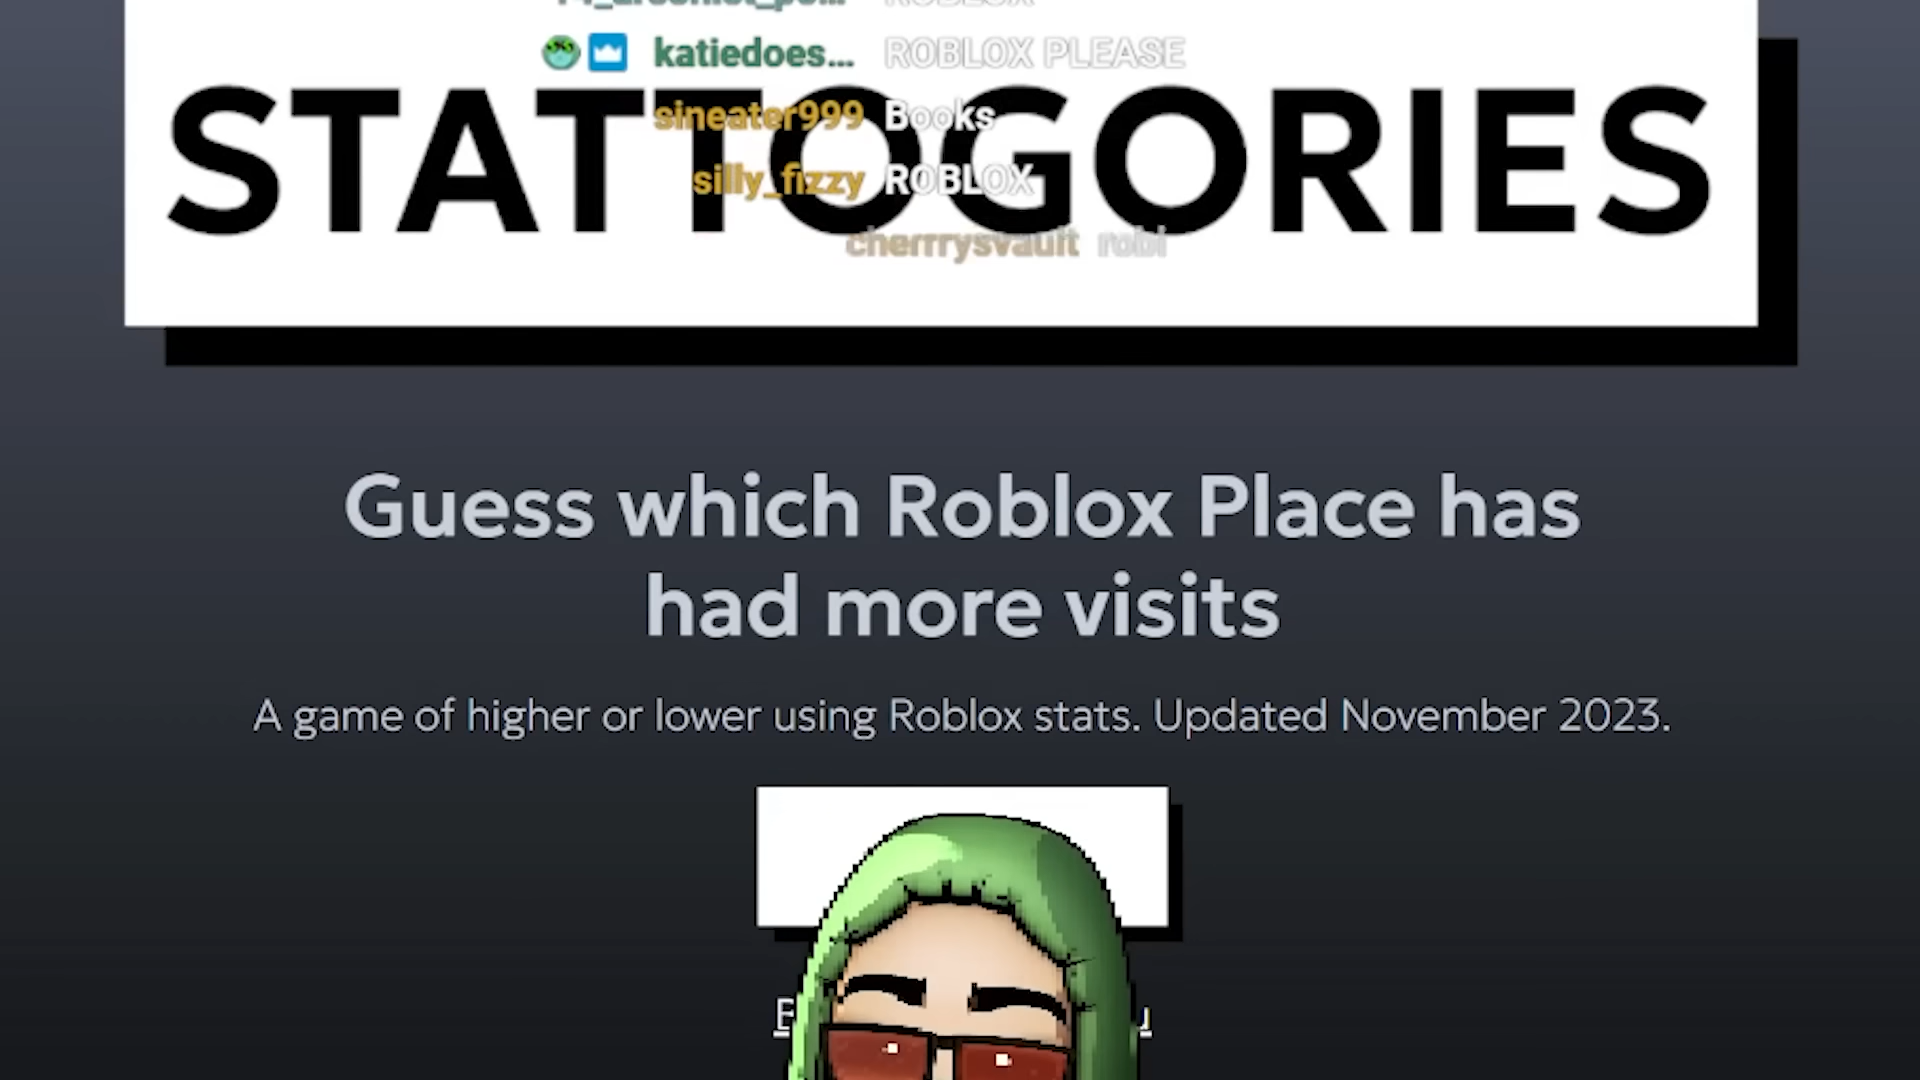 ROBLOX
katiedoes... ROBLOX PLEASE
STATTOGORIES
sineater999 Books
silly_fizzy ROBLOX
cherrrysvault robl
Guess which Roblox Place has
had more visits
A game of higher or lower using Roblox stats. Updated November 2023.